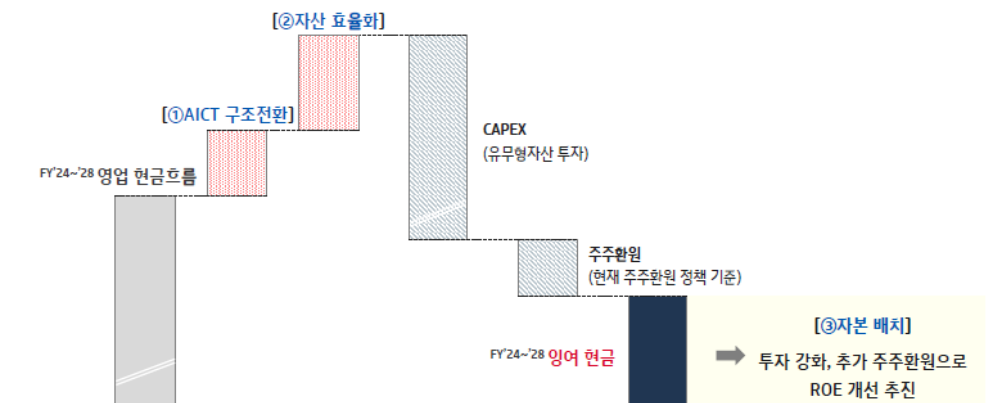 [②자산 효율화]
[①AICT 구조전환]
CAPEX
(유무형자산 투자)
FY'24~'28 영업 현금흐름
주주환원
(현재 주주환원 정책 기준)
FY'24~'28 잉여 현금
[③자본 배치]
투자 강화, 추가 주주환원으로
ROE 개선 추진